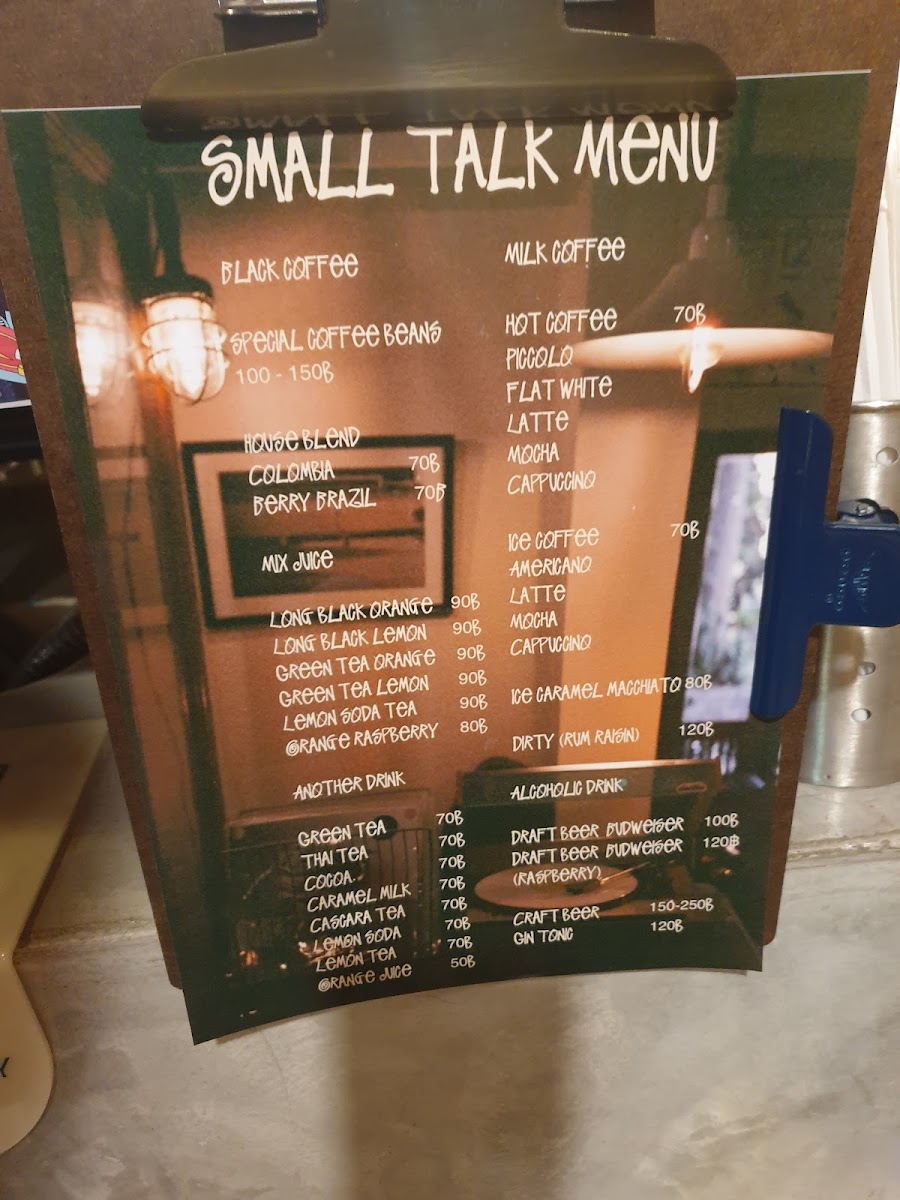 SMALL TALK MENU
BLACK COFFEE
SPECIAL COFFEE BEANS
100 - 150B
HOUSE BLEND
COLOMBIA 70B
BERRY BRAZIL 70B
MIX JUICE
LONG BLACK ORANGE 90B
LONG BLACK LEMON 90B
GREEN TEA ORANGE 90B
GREEN TEA LEMON 90B
LEMON SODA TEA 90B
ORANGE RASPBERRY 80B
ANOTHER DRINK
GREEN TEA 70B
THAI TEA 70B
COCOA 70B
CARAMEL MILK 70B
CASCARA TEA 70B
LEMON SODA 70B
LEMON TEA 70B
ORANGE JUICE 50B
MILK COFFEE
HOT COFFEE 70B
PICCOLO
FLAT WHITE
LATTE
MOCHA
CAPPUCCINO
ICE COFFEE 70B
AMERICANO
LATTE
MOCHA
CAPPUCCINO
ICE CARAMEL MACCHIATO 80B
DIRTY (RUM RAISIN) 120B
ALCOHOLIC DRINK
DRAFT BEER BUDWEISER 100B
DRAFT BEER BUDWEISER 120฿
(RASPBERRY)
CRAFT BEER 150-250B
GIN TONIC 120B
Y